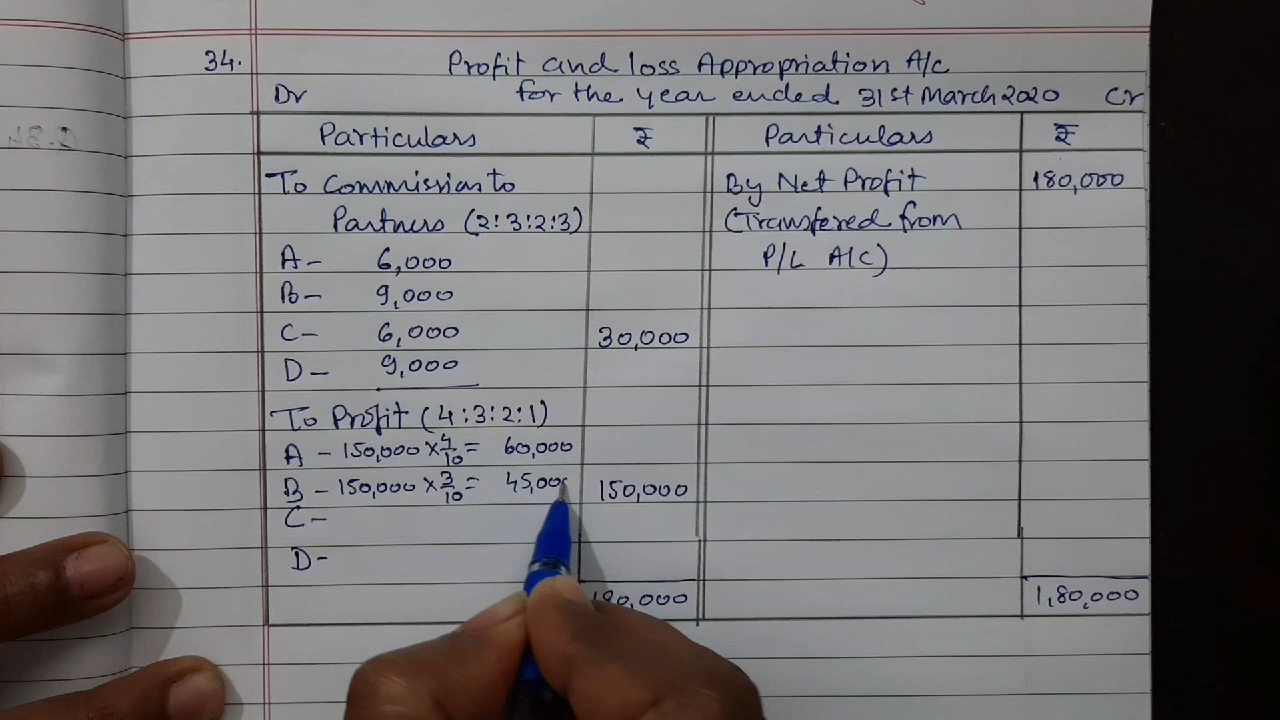 34.
Profit and loss Appropriation A/c
for the year ended 31st March 2020
Dr Cr
Particulars ₹ Particulars ₹
To Commission to By Net Profit 180,000
Partners (2:3:2:3) (Transfered from
A- 6,000 P/L A/C)
B- 9,000
C- 6,000 30,000
D- 9,000
To Profit (4:3:2:1)
A - 150,000 × 4/10 = 60,000
B - 150,000 × 3/10 = 45,000 150,000
C-
D-
180,000 1,80,000